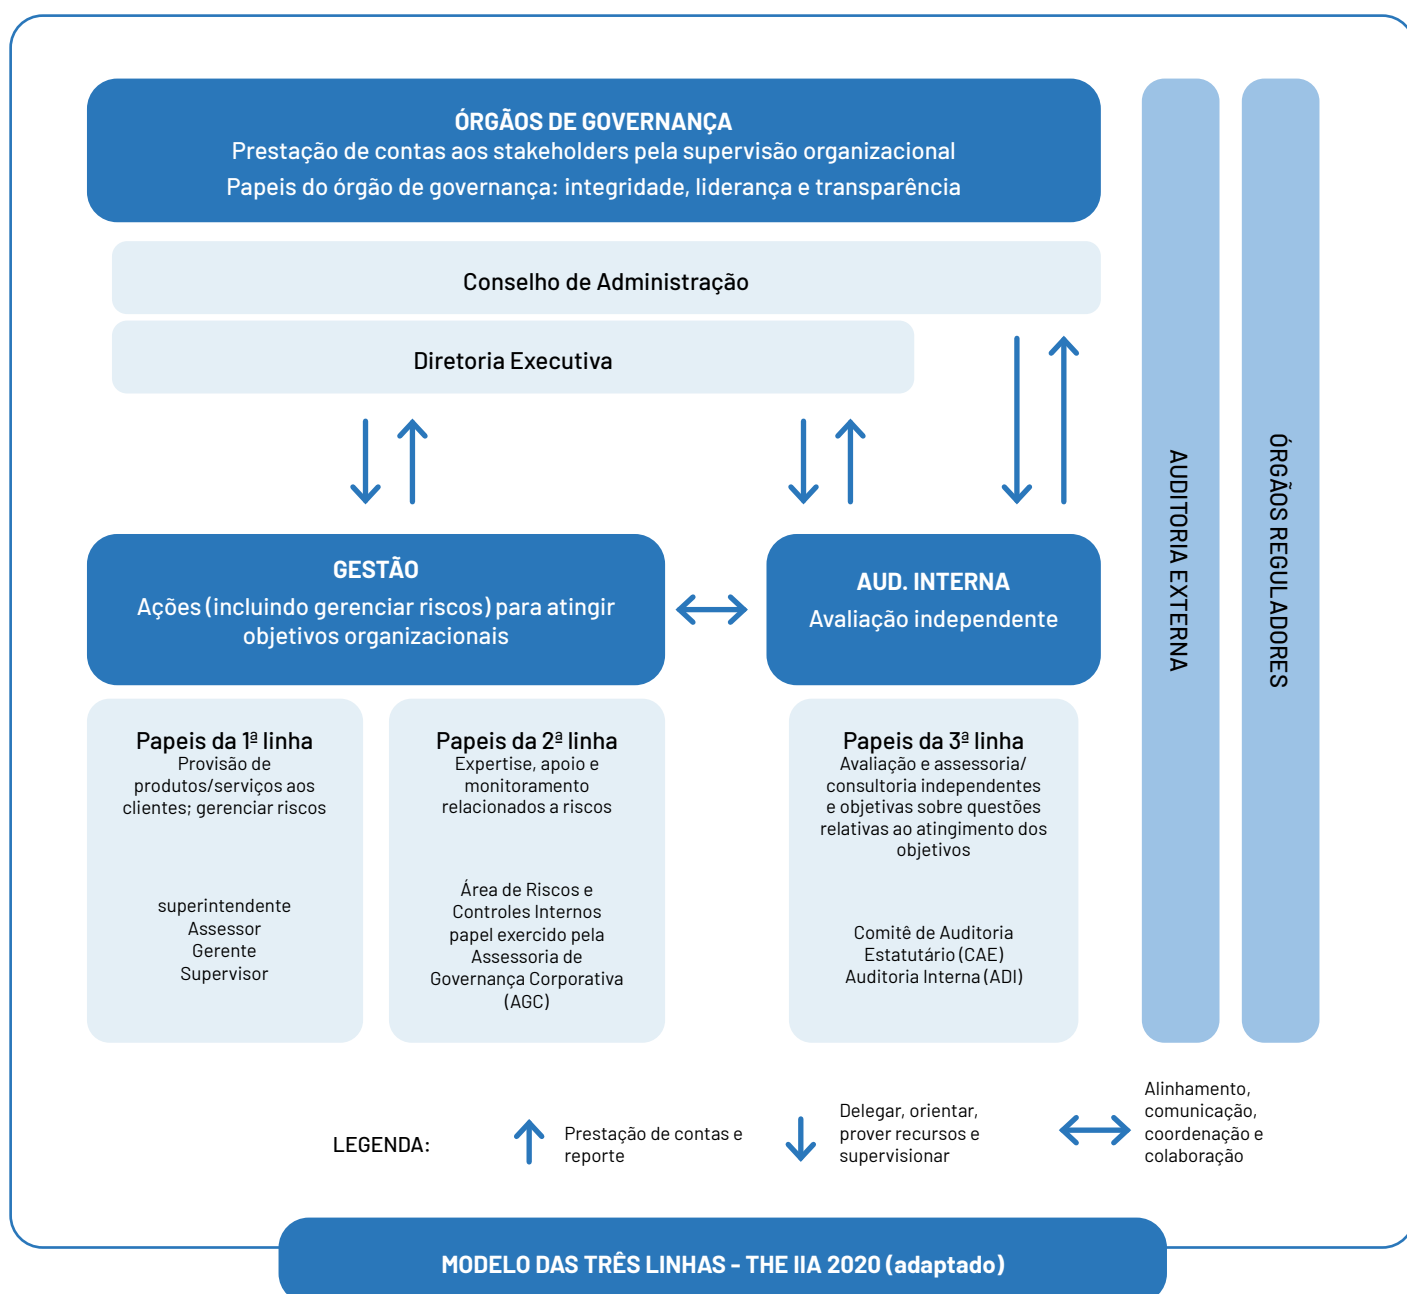 ÓRGÃOS DE GOVERNANÇA
Prestação de contas aos stakeholders pela supervisão organizacional
Papeis do órgão de governança: integridade, liderança e transparência
Conselho de Administração
Diretoria Executiva
GESTÃO
Ações (incluindo gerenciar riscos) para atingir
objetivos organizacionais
AUD. INTERNA
Avaliação independente
Papeis da 1ª linha
Provisão de
produtos/serviços aos
clientes; gerenciar riscos
superintendente
Assessor
Gerente
Supervisor
Papeis da 2ª linha
Expertise, apoio e
monitoramento
relacionados a riscos
Área de Riscos e
Controles Internos
papel exercido pela
Assessoria de
Governança Corporativa
(AGC)
Papeis da 3ª linha
Avaliação e assessoria/
consultoria independentes
e objetivas sobre questões
relativas ao atingimento dos
objetivos
Comitê de Auditoria
Estatutário (CAE)
Auditoria Interna (ADI)
AUDITORIA EXTERNA
ÓRGÃOS REGULADORES
LEGENDA:
Prestação de contas e
reporte
Delegar, orientar,
prover recursos e
supervisionar
Alinhamento,
comunicação,
coordenação e
colaboração
MODELO DAS TRÊS LINHAS - THE IIA 2020 (adaptado)